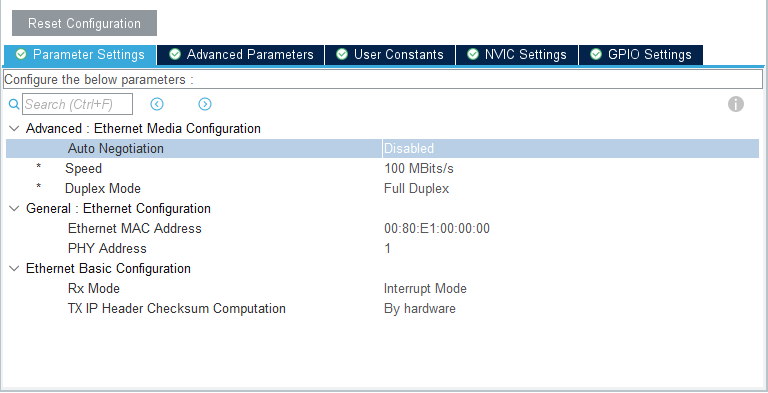 Reset Configuration
Parameter Settings Advanced Parameters User Constants NVIC Settings GPIO Settings
Configure the below parameters :
Search (Ctrl+F)
Advanced : Ethernet Media Configuration
Auto Negotiation Disabled
* Speed 100 MBits/s
* Duplex Mode Full Duplex
General : Ethernet Configuration
Ethernet MAC Address 00:80:E1:00:00:00
PHY Address 1
Ethernet Basic Configuration
Rx Mode Interrupt Mode
TX IP Header Checksum Computation By hardware